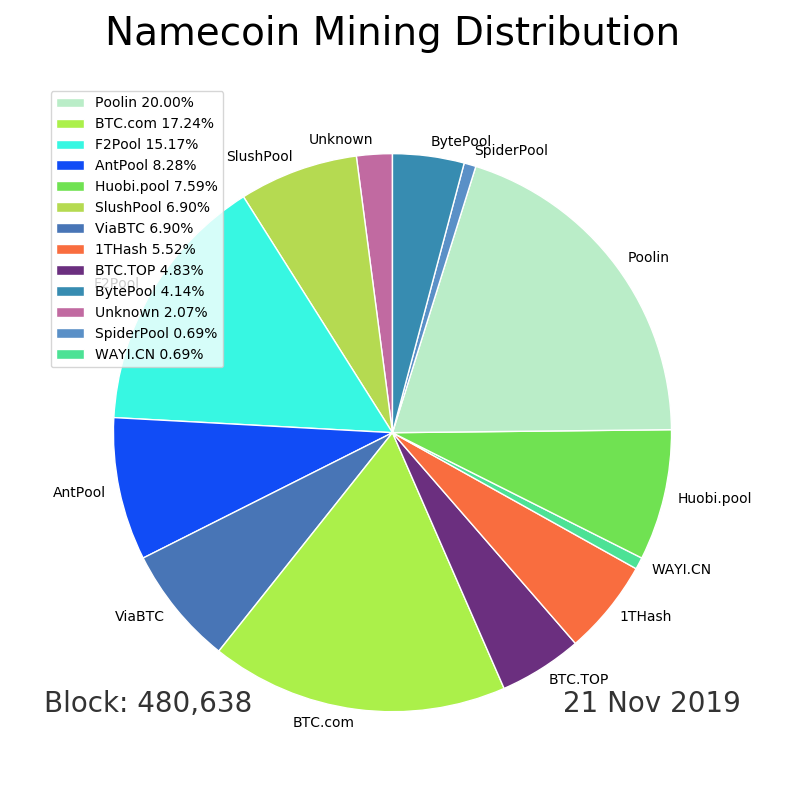 Namecoin Mining Distribution
Poolin 20.00%
BTC.com 17.24%
F2Pool 15.17%
AntPool 8.28%
Huobi.pool 7.59%
SlushPool 6.90%
ViaBTC 6.90%
1THash 5.52%
BTC.TOP 4.83%
BytePool 4.14%
Unknown 2.07%
SpiderPool 0.69%
WAYI.CN 0.69%
Unknown
BytePool
SpiderPool
SlushPool
Poolin
F2Pool
AntPool
Huobi.pool
WAYI.CN
ViaBTC
1THash
BTC.TOP
BTC.com
Block: 480,638
21 Nov 2019